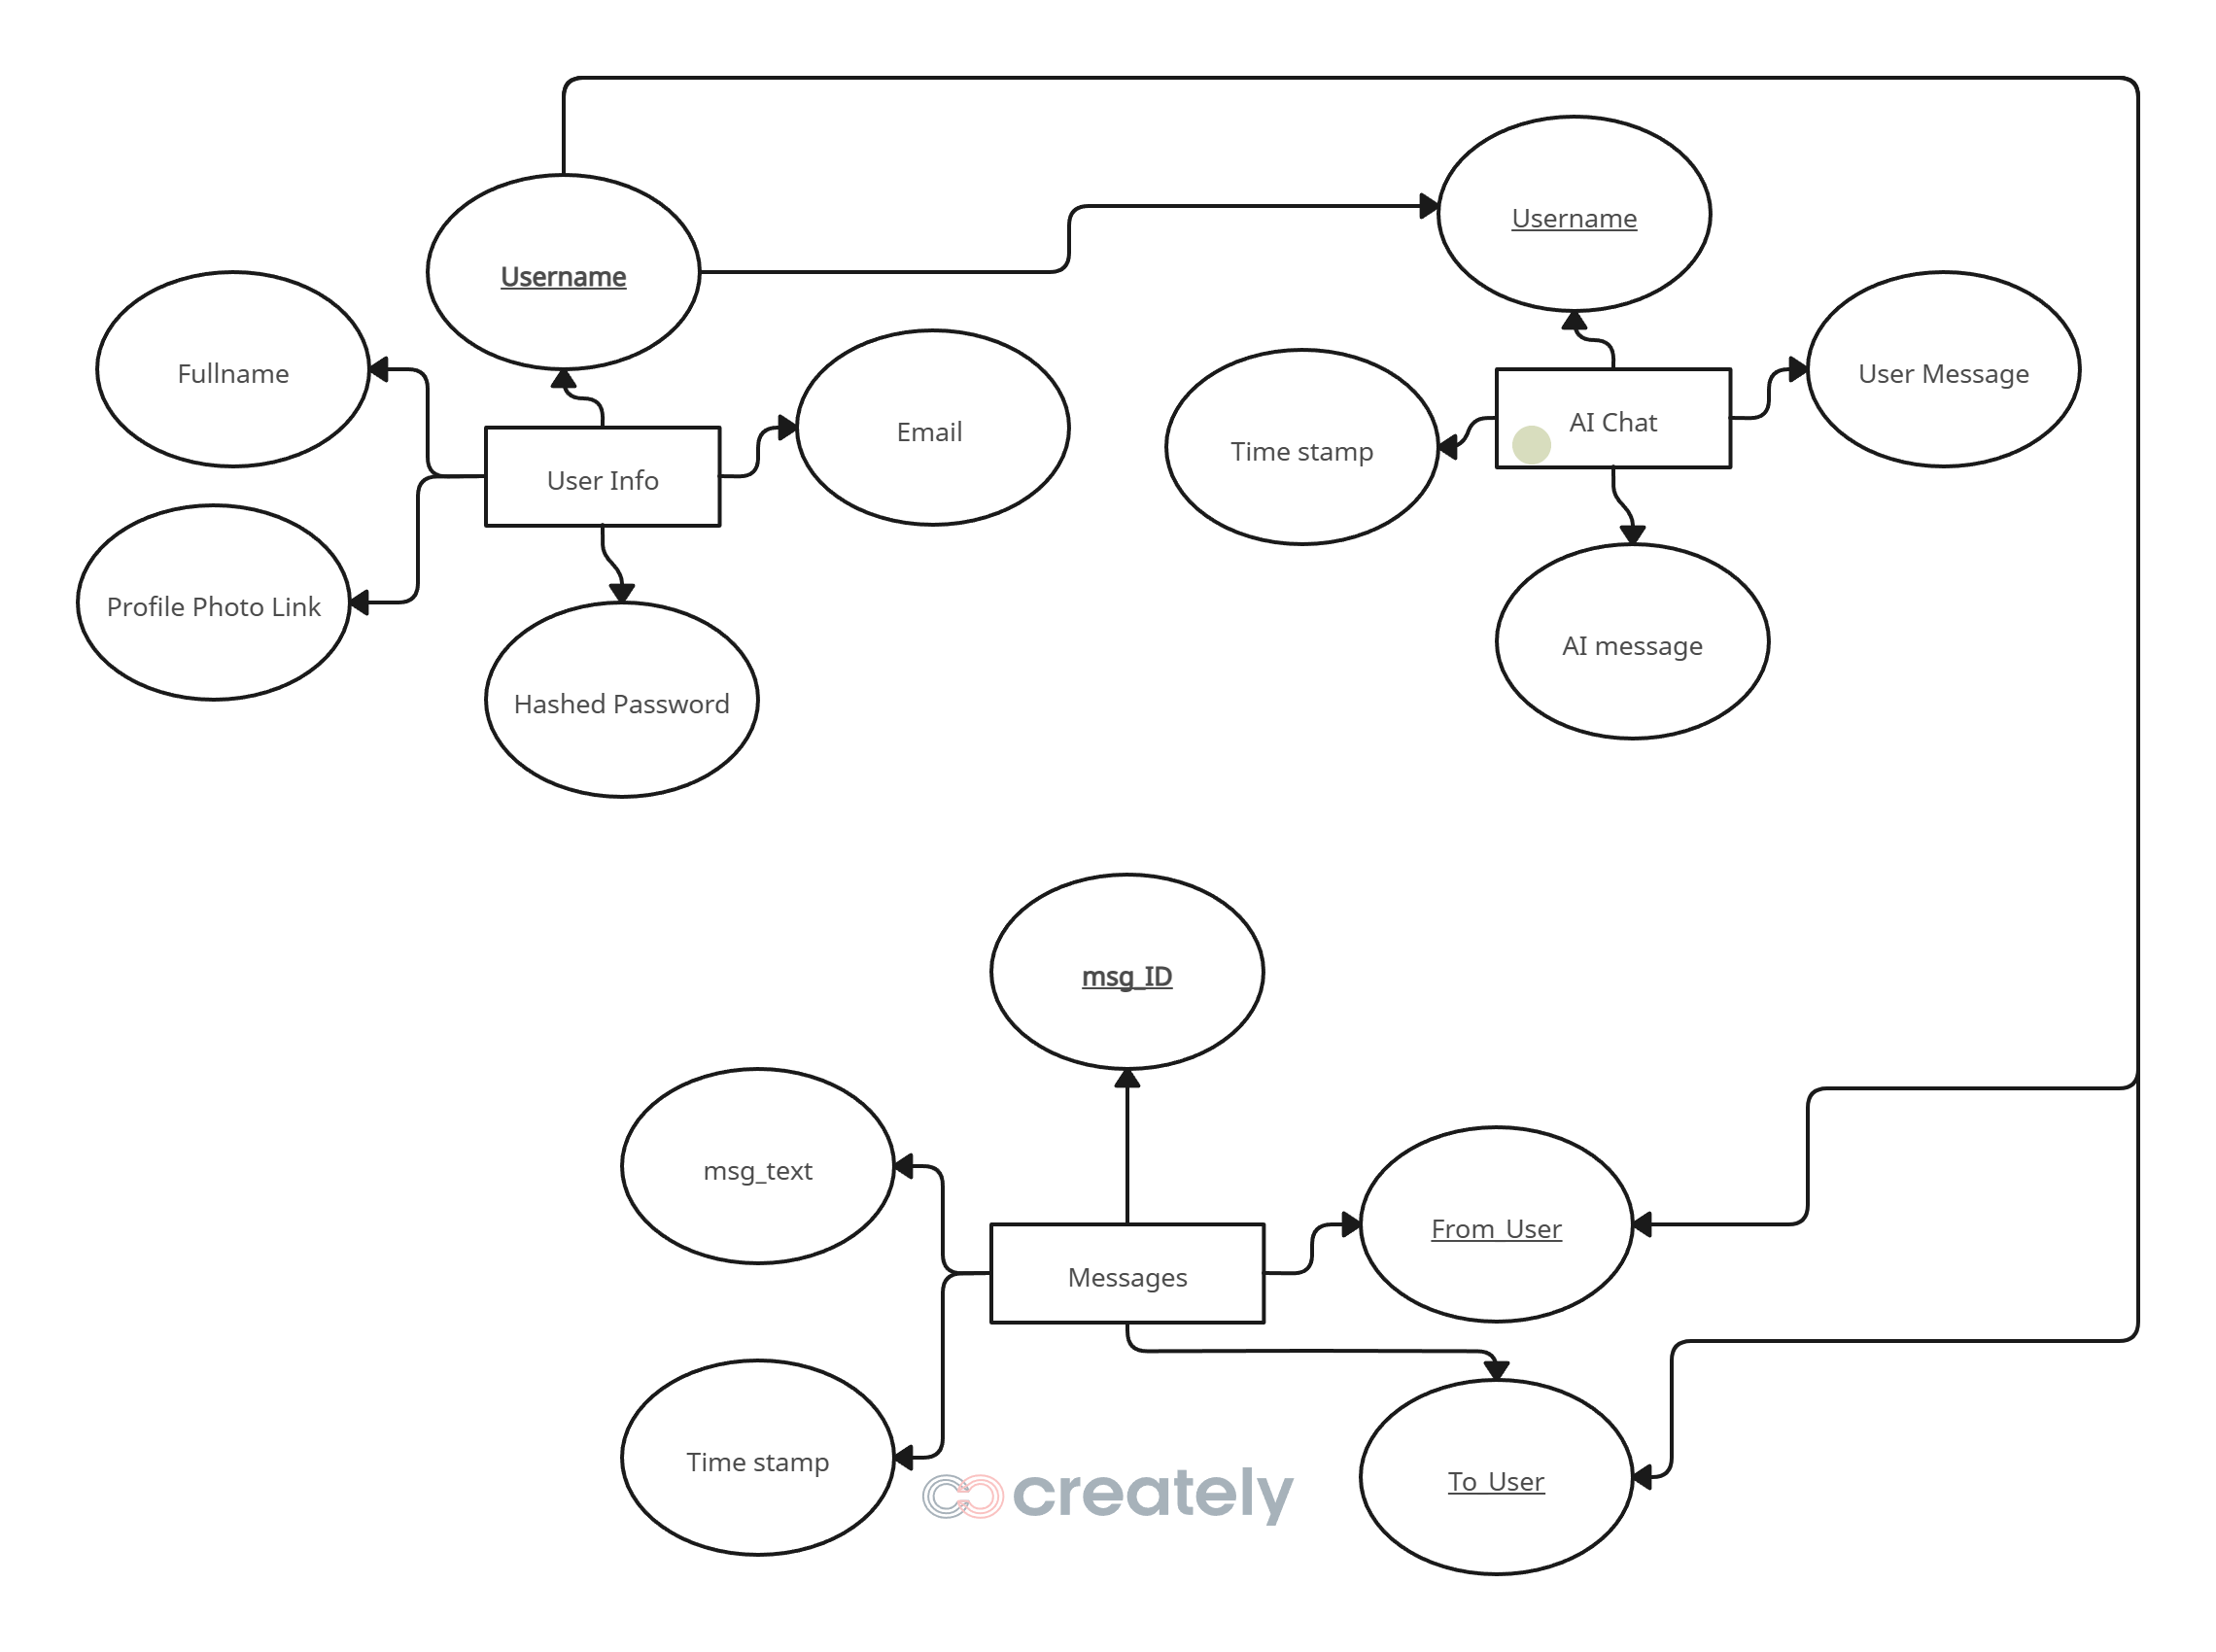 Username
Username
Fullname
User Message
Email
AI Chat
Time stamp
User Info
Profile Photo Link
AI message
Hashed Password
msg_ID
msg_text
From_User
Messages
Time stamp
To_User
creately